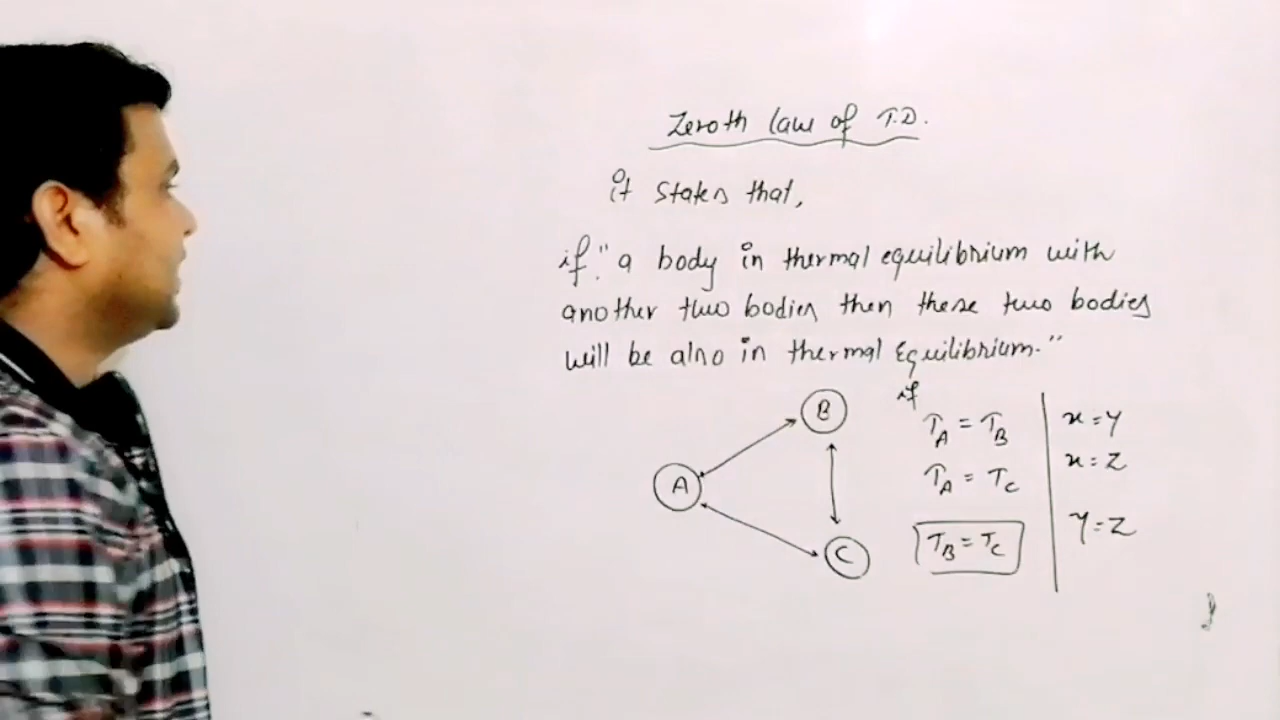 Zeroth law of T.D.
it states that,
if "a body in thermal equilibrium with
another two bodies then these two bodies
will be also in thermal Equilibrium."
B
A
C
if
T_A = T_B
T_A = T_C
T_B = T_C
x = y
x = z
y = z